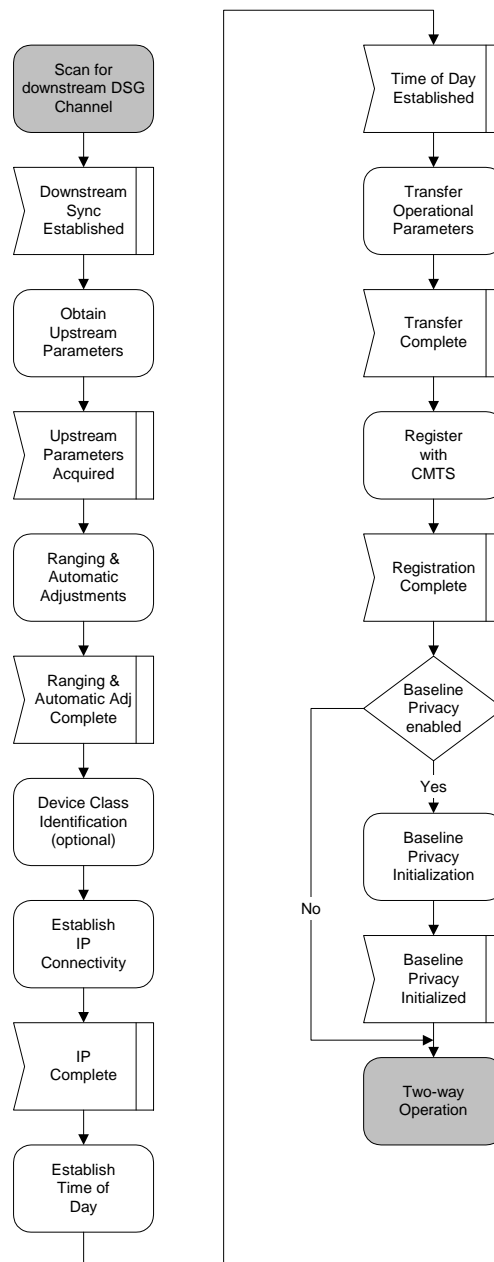 Scan for
downstream DSG
Channel
Downstream
Sync
Established
Obtain
Upstream
Parameters
Upstream
Parameters
Acquired
Ranging &
Automatic
Adjustments
Ranging &
Automatic Adj
Complete
Device Class
Identification
(optional)
Establish
IP
Connectivity
IP
Complete
Establish
Time of
Day
Time of Day
Established
Transfer
Operational
Parameters
Transfer
Complete
Register
with
CMTS
Registration
Complete
Baseline
Privacy
enabled
Yes
Baseline
Privacy
Initialization
No
Baseline
Privacy
Initialized
Two-way
Operation